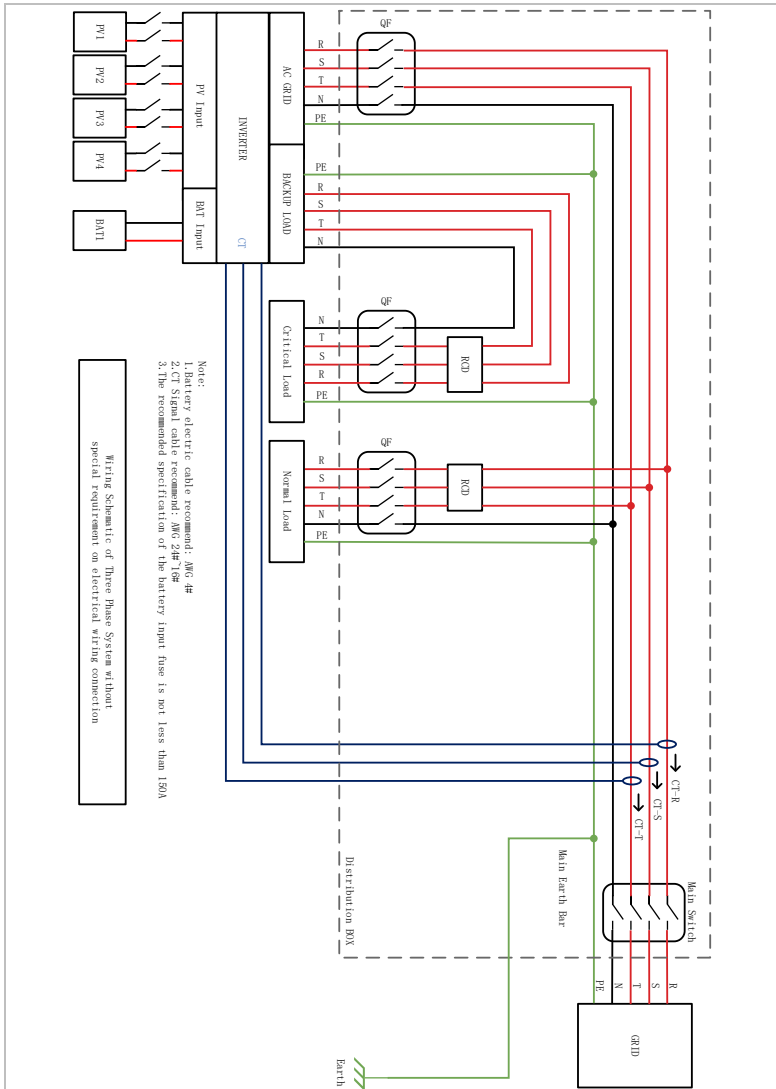 PV1
PV2
PV3
PV4
BAT1
PV Input
BAT Input
INVERTER
CT
AC GRID
BACKUP LOAD
R
S
T
N
PE
PE
R
S
T
N
QF
QF
N
T
S
R
PE
Critical Load
RCD
QF
R
S
T
N
PE
Normal Load
RCD
Note:
1.Battery electric cable recommend: AWG 4#
2.CT Signal cable recommend: AWG 24#~16#
3.The recommended specification of the battery input fuse is not less than 150A
Wiring Schematic of Three Phase System without
special requirement on electrical wiring connection
CT-R
CT-S
CT-T
Distribution BOX
Main Earth Bar
Main Switch
R
S
T
N
PE
GRID
Earth